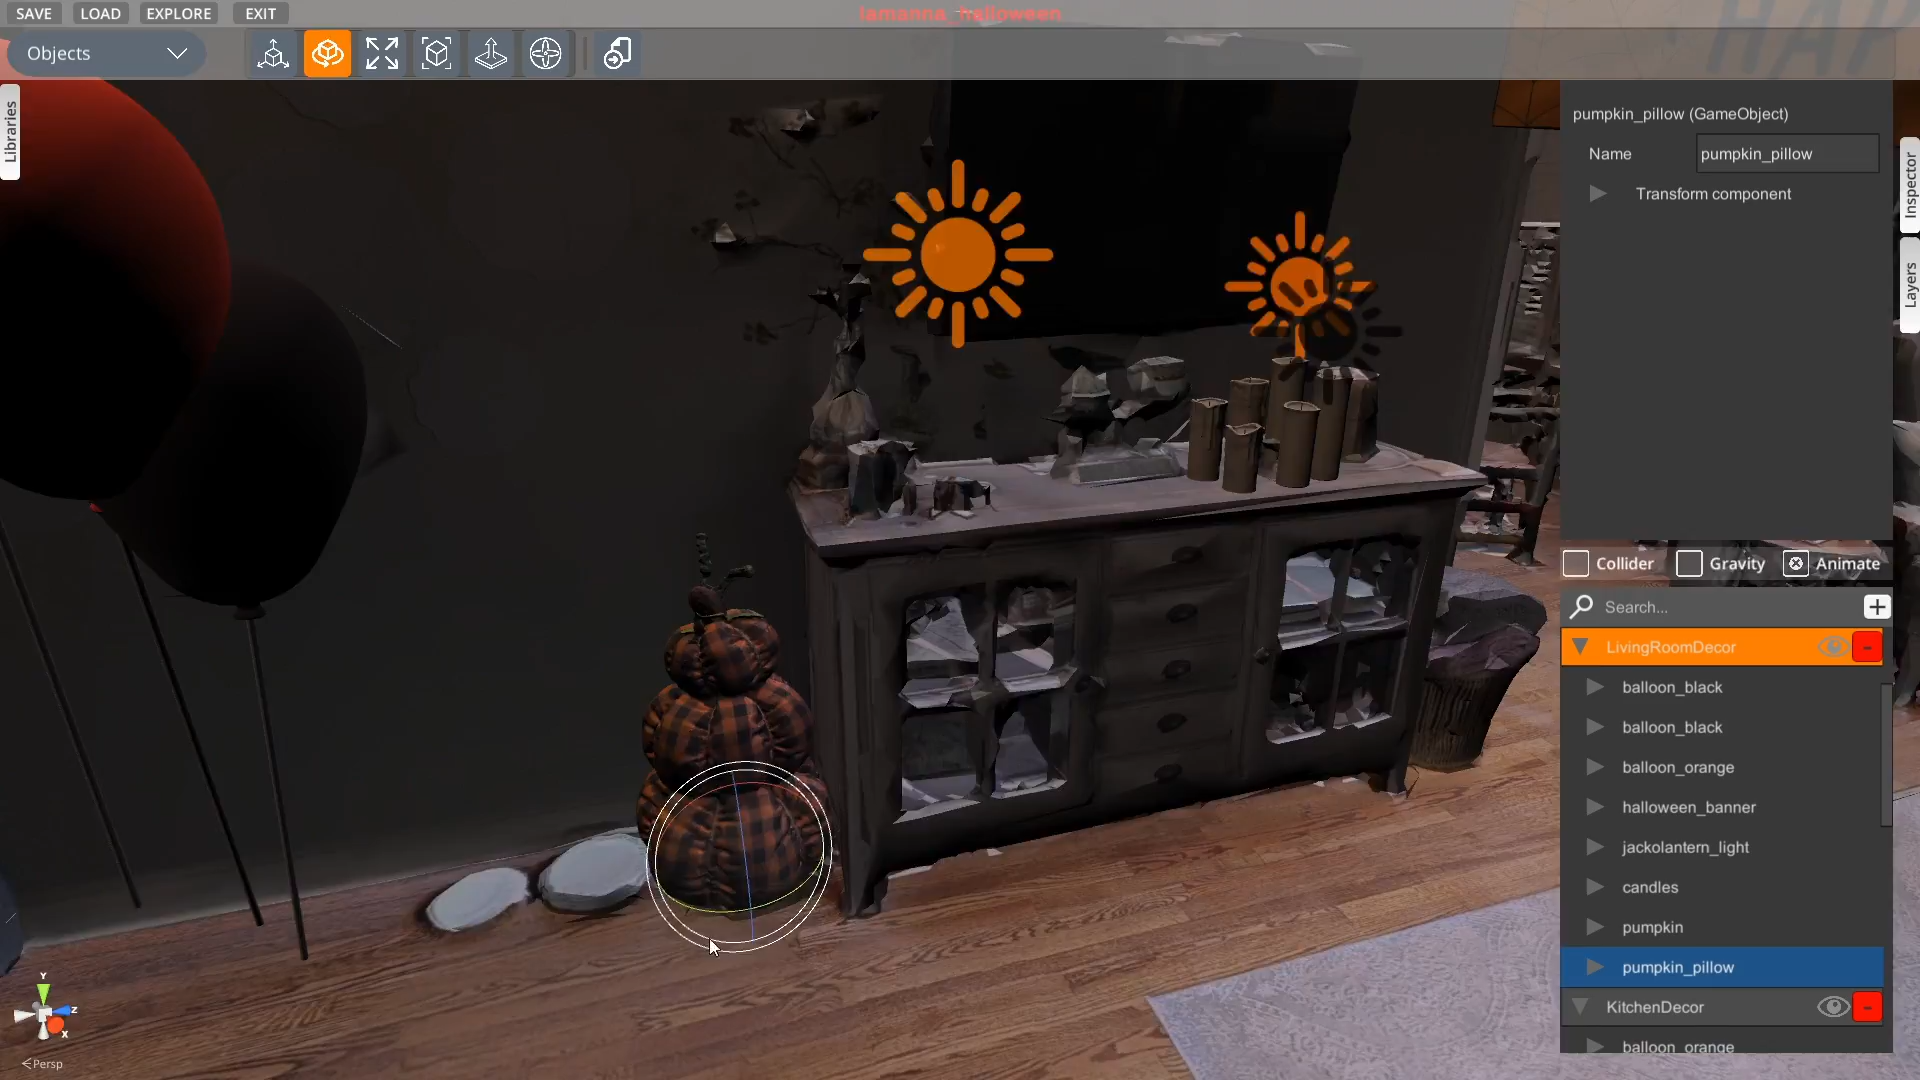 SAVE LOAD EXPLORE EXIT
lamanna_halloween
HAP
Objects
Libraries
pumpkin_pillow (GameObject)
Name pumpkin_pillow
Transform component
Inspector
Layers
Collider Gravity Animate
Search...
LivingRoomDecor
balloon_black
balloon_black
balloon_orange
halloween_banner
jackolantern_light
candles
pumpkin
pumpkin_pillow
KitchenDecor
balloon_orange
Y
Z
X
Persp